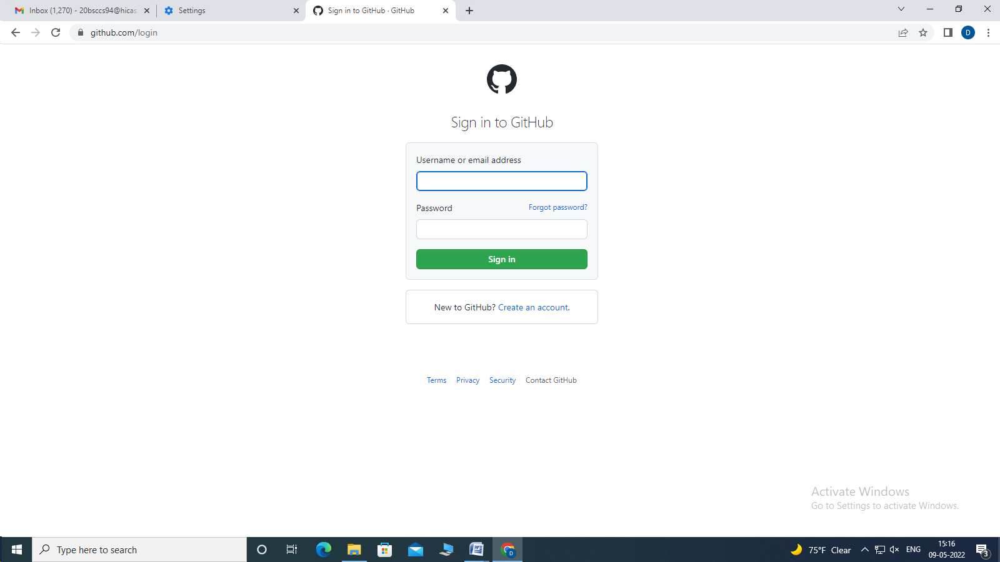 Inbox (1,270) - 20bsccs94@hicas
Settings
Sign in to GitHub · GitHub
github.com/login
D
Sign in to GitHub
Username or email address
Password
Forgot password?
Sign in
New to GitHub? Create an account.
Terms Privacy Security Contact GitHub
Activate Windows
Go to Settings to activate Windows.
Type here to search
D
75°F Clear
ENG
15:16
09-05-2022
3